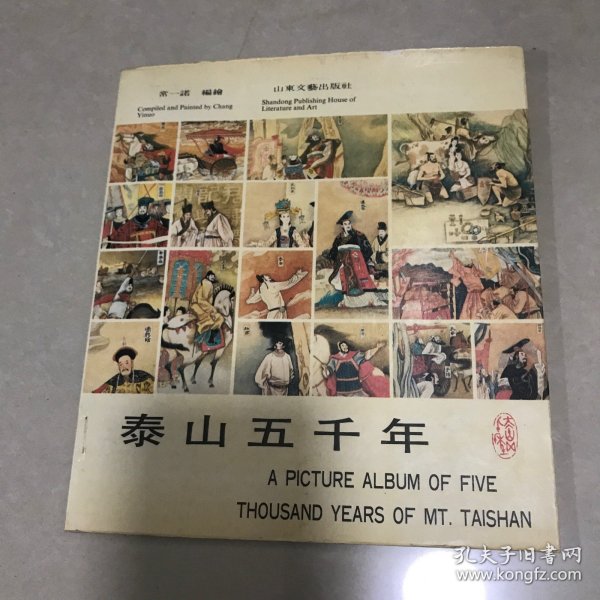 常一諾 編繪
山東文藝出版社
Compiled and Painted by Chang
Yinuo
Shandong Publishing House of
Literature and Art
泰山五千年
A PICTURE ALBUM OF FIVE
THOUSAND YEARS OF MT. TAISHAN
孔夫子旧书网
www.kongfz.com